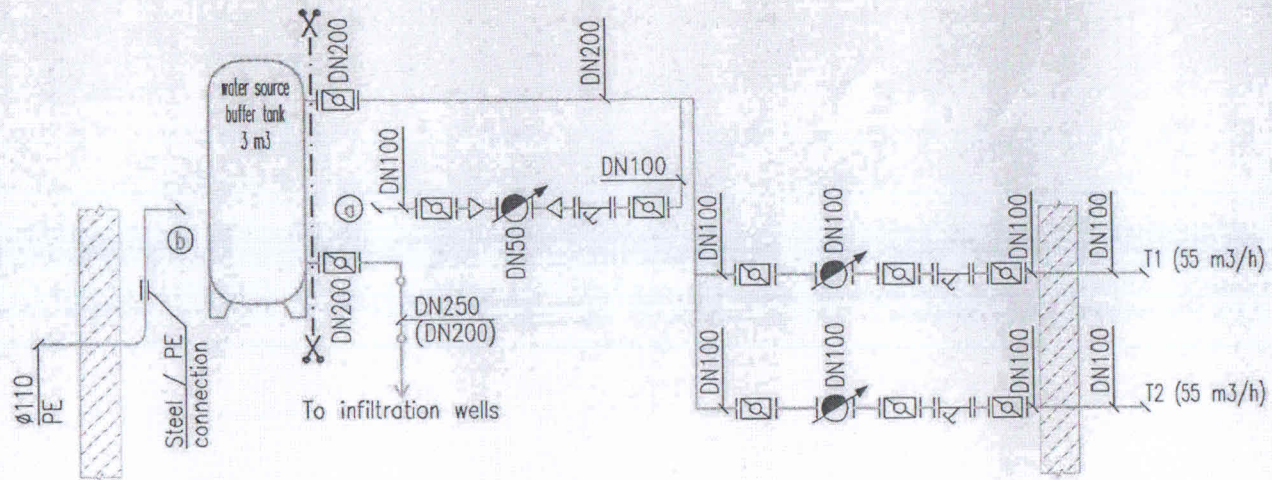 water source
buffer tank
3 m3
DN200
DN200
DN100
DN100
a
b
DN50
DN200
DN250
(DN200)
To infiltration wells
Steel / PE
connection
ø110
PE
DN100
DN100
DN100
DN100
T1 (55 m3/h)
DN100
DN100
DN100
DN100
T2 (55 m3/h)